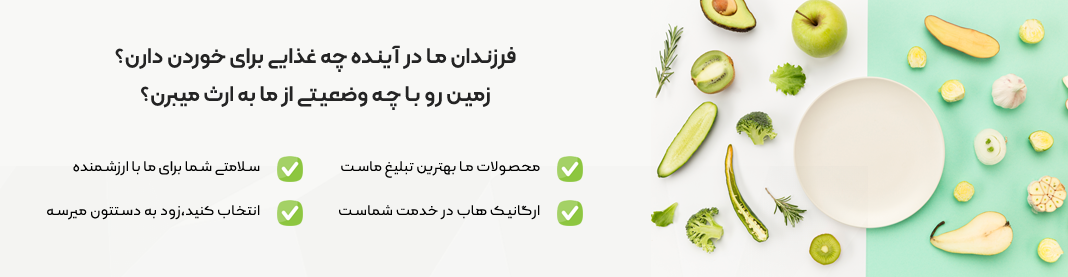 فرزندان ما در آینده چه غذایی برای خوردن دارن؟
زمین رو با چه وضعیتی از ما به ارث میبرن؟
محصولات ما بهترین تبلیغ ماست
سلامتی شما برای ما با ارزشمنده
ارگانیک هاب در خدمت شماست
انتخاب کنید،زود به دستتون میرسه